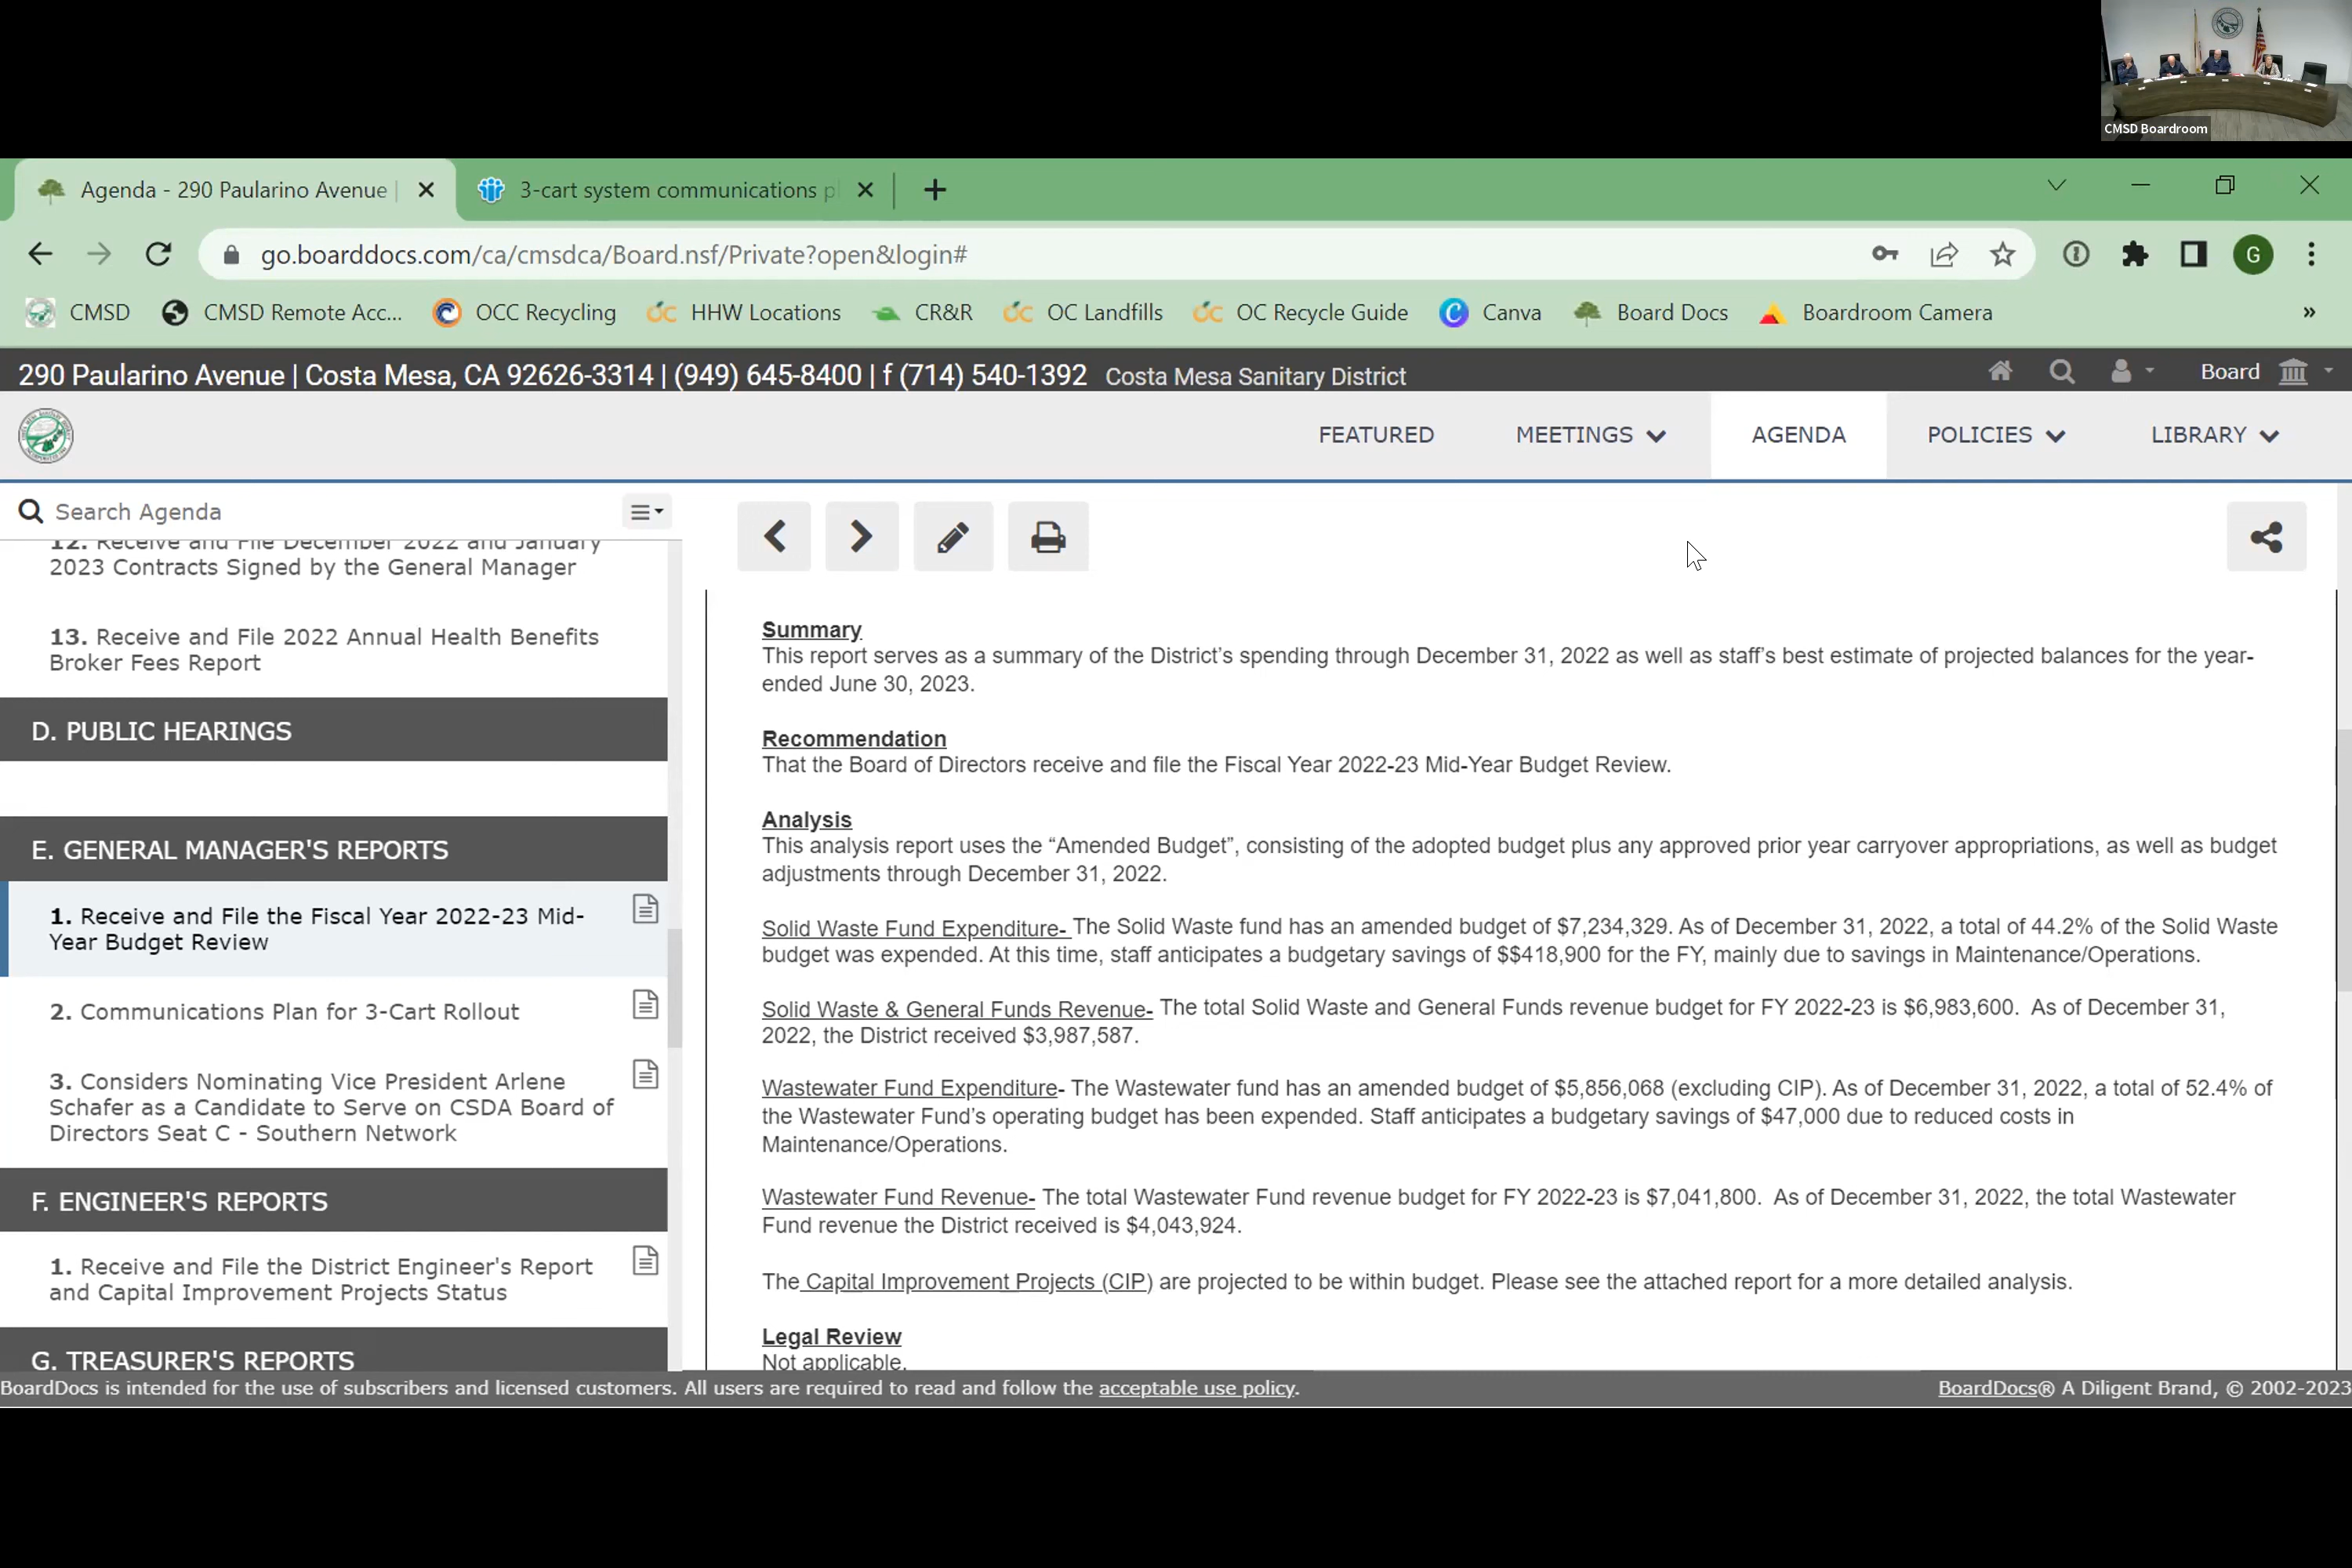 CMSD Boardroom
Agenda - 290 Paularino Avenue |
3-cart system communications p
go.boarddocs.com/ca/cmsdca/Board.nsf/Private?open&login#
G
CMSD
CMSD Remote Acc...
OCC Recycling
HHW Locations
CR&R
OC Landfills
OC Recycle Guide
Canva
Board Docs
Boardroom Camera
»
290 Paularino Avenue | Costa Mesa, CA 92626-3314 | (949) 645-8400 | f (714) 540-1392 Costa Mesa Sanitary District
Board
FEATURED
MEETINGS
AGENDA
POLICIES
LIBRARY
Search Agenda
12. Receive and File December 2022 and January
2023 Contracts Signed by the General Manager
13. Receive and File 2022 Annual Health Benefits
Broker Fees Report
D. PUBLIC HEARINGS
E. GENERAL MANAGER'S REPORTS
1. Receive and File the Fiscal Year 2022-23 Mid-
Year Budget Review
2. Communications Plan for 3-Cart Rollout
3. Considers Nominating Vice President Arlene
Schafer as a Candidate to Serve on CSDA Board of
Directors Seat C - Southern Network
F. ENGINEER'S REPORTS
1. Receive and File the District Engineer's Report
and Capital Improvement Projects Status
G. TREASURER'S REPORTS
Summary
This report serves as a summary of the District's spending through December 31, 2022 as well as staff's best estimate of projected balances for the year-
ended June 30, 2023.
Recommendation
That the Board of Directors receive and file the Fiscal Year 2022-23 Mid-Year Budget Review.
Analysis
This analysis report uses the “Amended Budget”, consisting of the adopted budget plus any approved prior year carryover appropriations, as well as budget
adjustments through December 31, 2022.
Solid Waste Fund Expenditure- The Solid Waste fund has an amended budget of $7,234,329. As of December 31, 2022, a total of 44.2% of the Solid Waste
budget was expended. At this time, staff anticipates a budgetary savings of $$418,900 for the FY, mainly due to savings in Maintenance/Operations.
Solid Waste & General Funds Revenue- The total Solid Waste and General Funds revenue budget for FY 2022-23 is $6,983,600. As of December 31,
2022, the District received $3,987,587.
Wastewater Fund Expenditure- The Wastewater fund has an amended budget of $5,856,068 (excluding CIP). As of December 31, 2022, a total of 52.4% of
the Wastewater Fund's operating budget has been expended. Staff anticipates a budgetary savings of $47,000 due to reduced costs in
Maintenance/Operations.
Wastewater Fund Revenue- The total Wastewater Fund revenue budget for FY 2022-23 is $7,041,800. As of December 31, 2022, the total Wastewater
Fund revenue the District received is $4,043,924.
The Capital Improvement Projects (CIP) are projected to be within budget. Please see the attached report for a more detailed analysis.
Legal Review
Not applicable.
BoardDocs is intended for the use of subscribers and licensed customers. All users are required to read and follow the acceptable use policy.
BoardDocs® A Diligent Brand, © 2002-2023